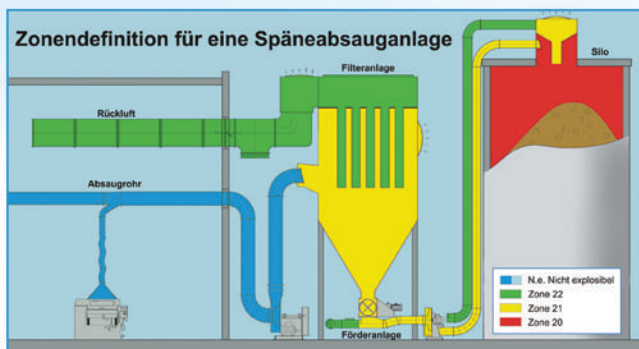 Zonendefinition für eine Späneabsauganlage
Silo
Filteranlage
Rückluft
Absaugrohr
N.e. Nicht explosibel
Zone 22
Zone 21
Zone 20
Förderanlage